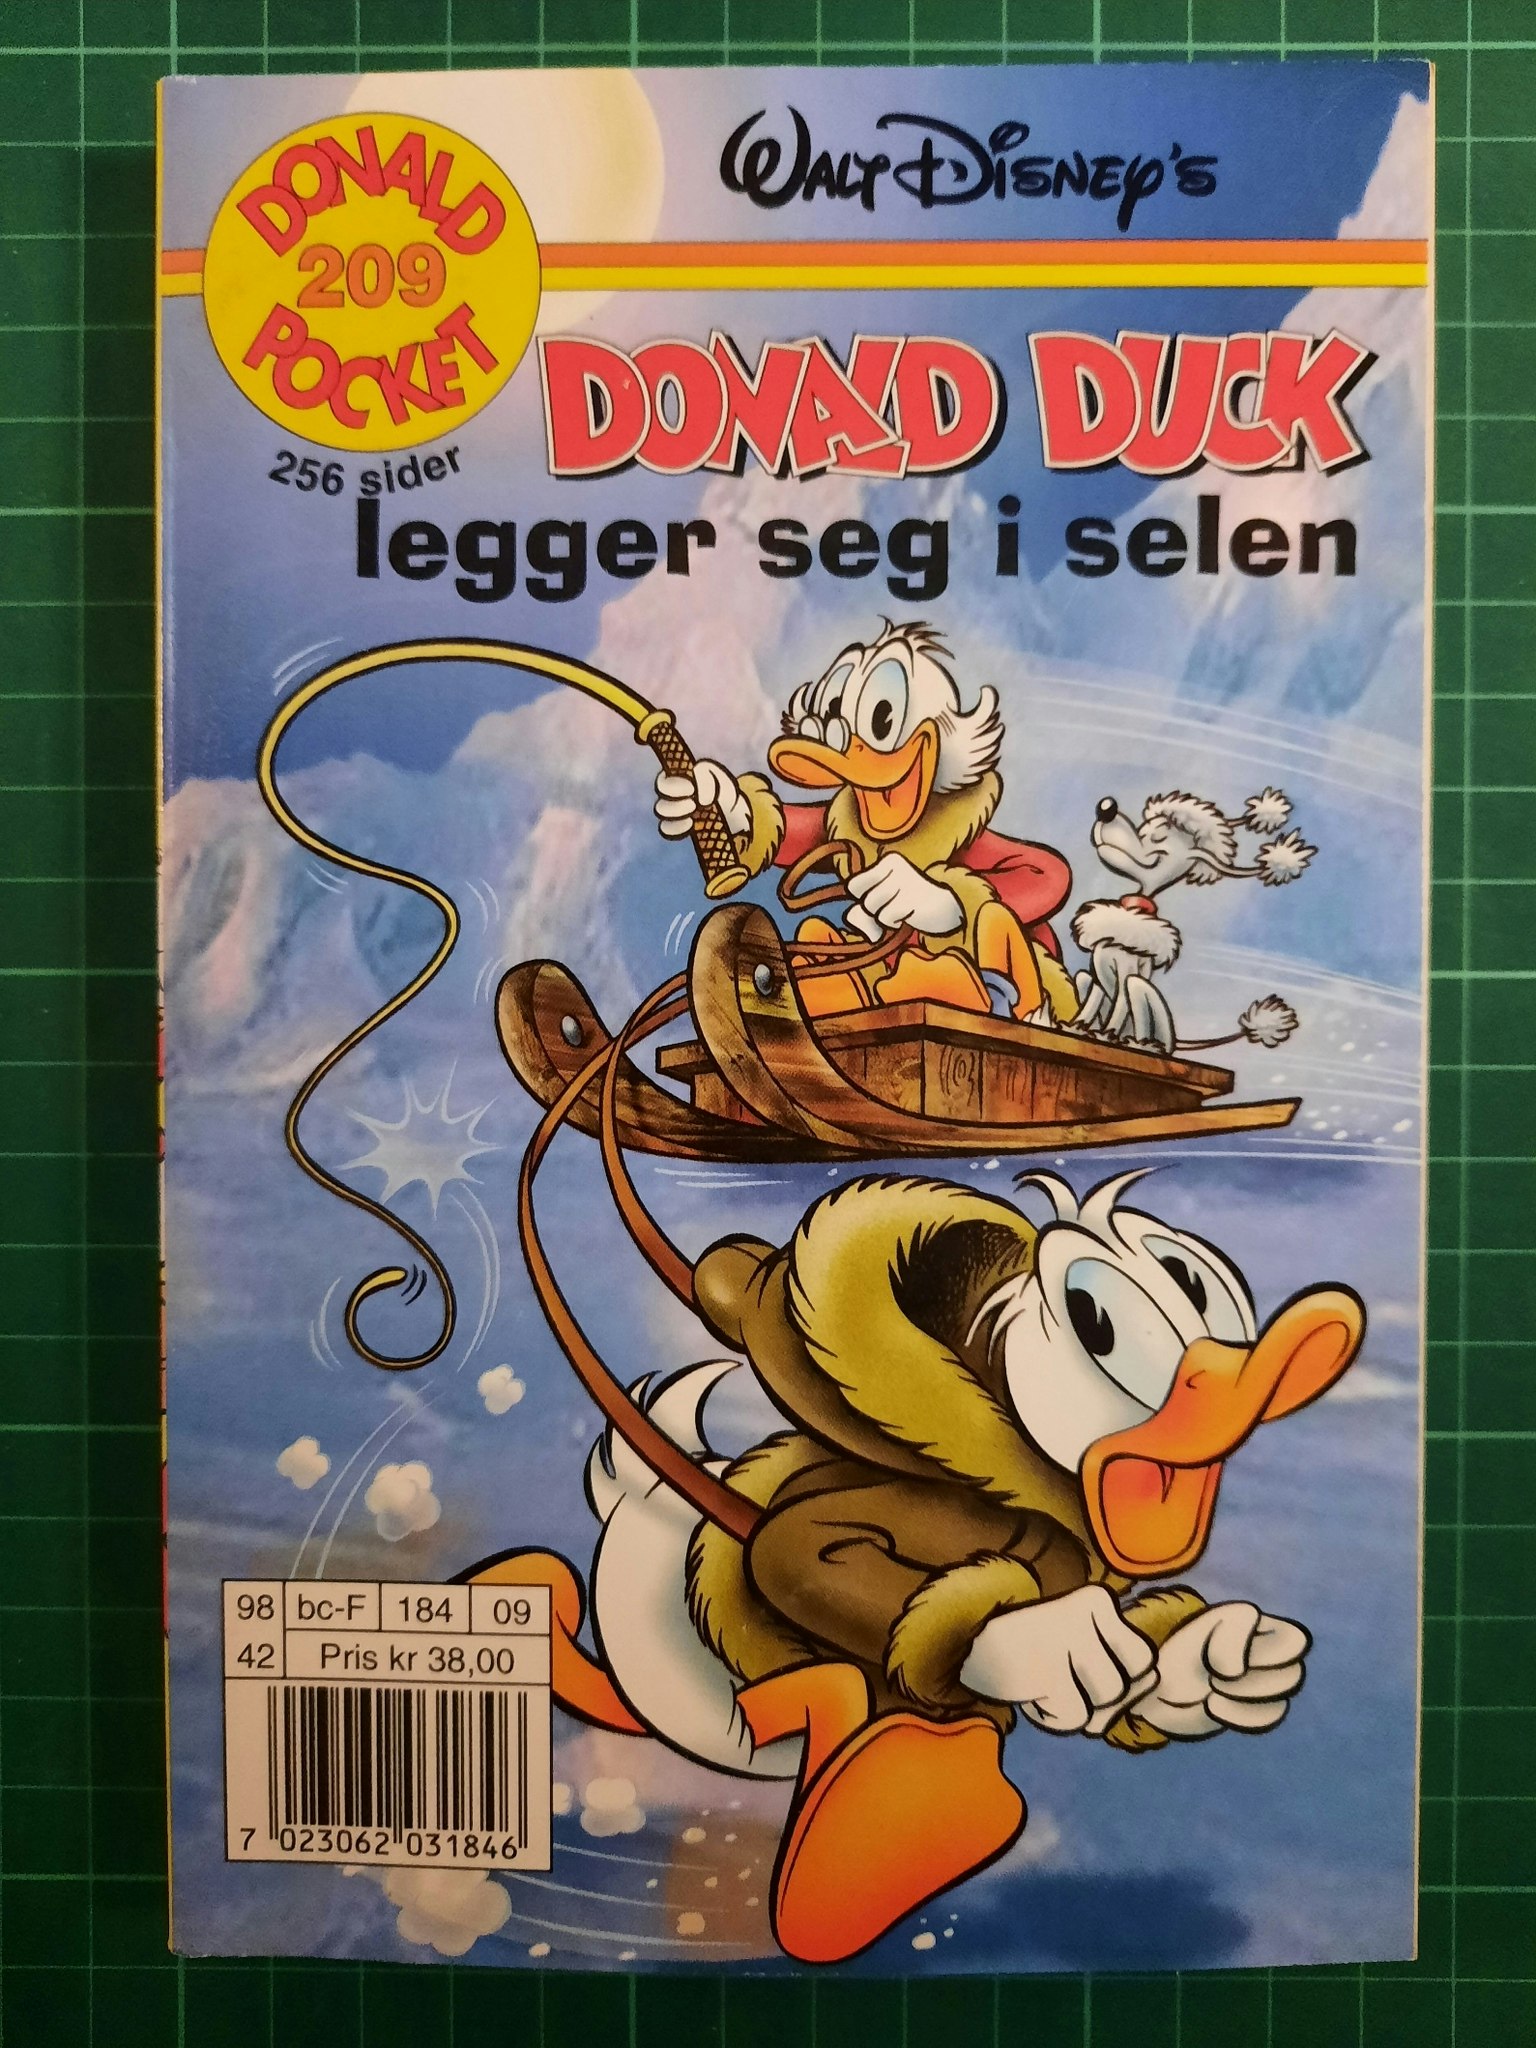 WALT DISNEY'S
DONALD
209
POCKET
256 sider
DONALD DUCK
legger seg i selen
98 bc-F 184 09
42 Pris kr 38,00
7 023062 031846